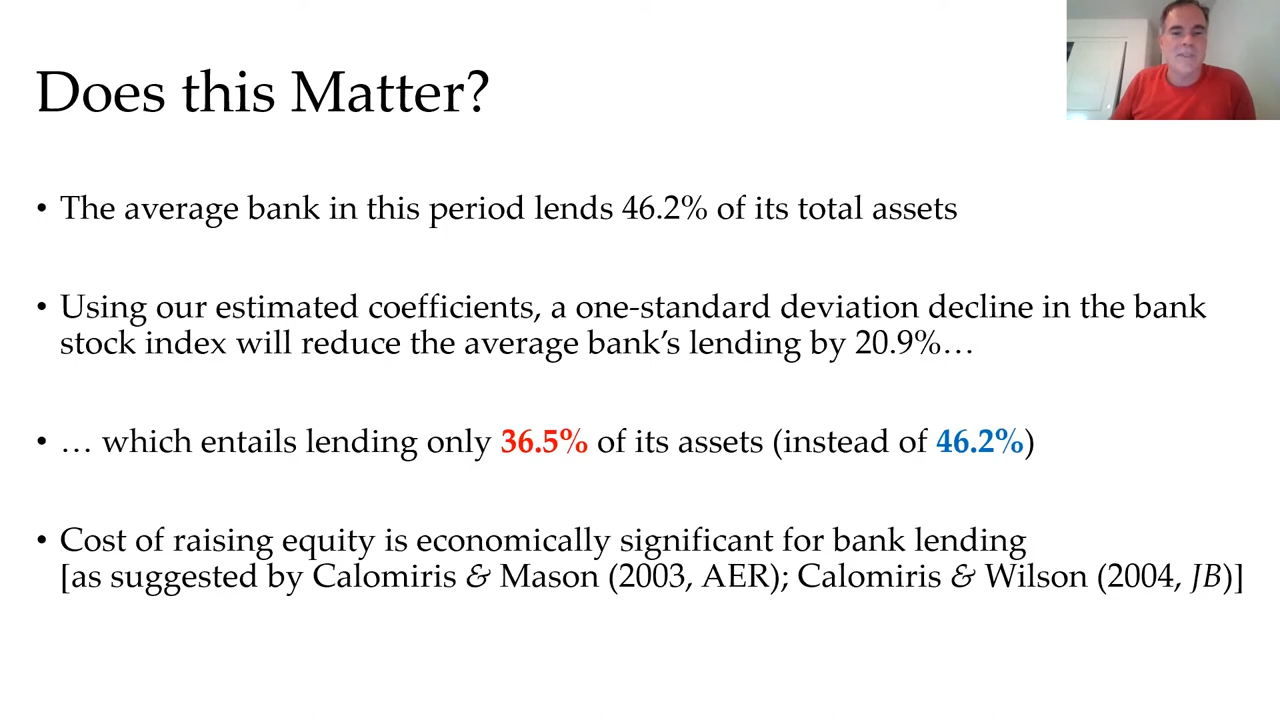 Does this Matter?
• The average bank in this period lends 46.2% of its total assets
• Using our estimated coefficients, a one-standard deviation decline in the bank
stock index will reduce the average bank’s lending by 20.9%…
• … which entails lending only 36.5% of its assets (instead of 46.2%)
• Cost of raising equity is economically significant for bank lending
[as suggested by Calomiris & Mason (2003, AER); Calomiris & Wilson (2004, JB)]